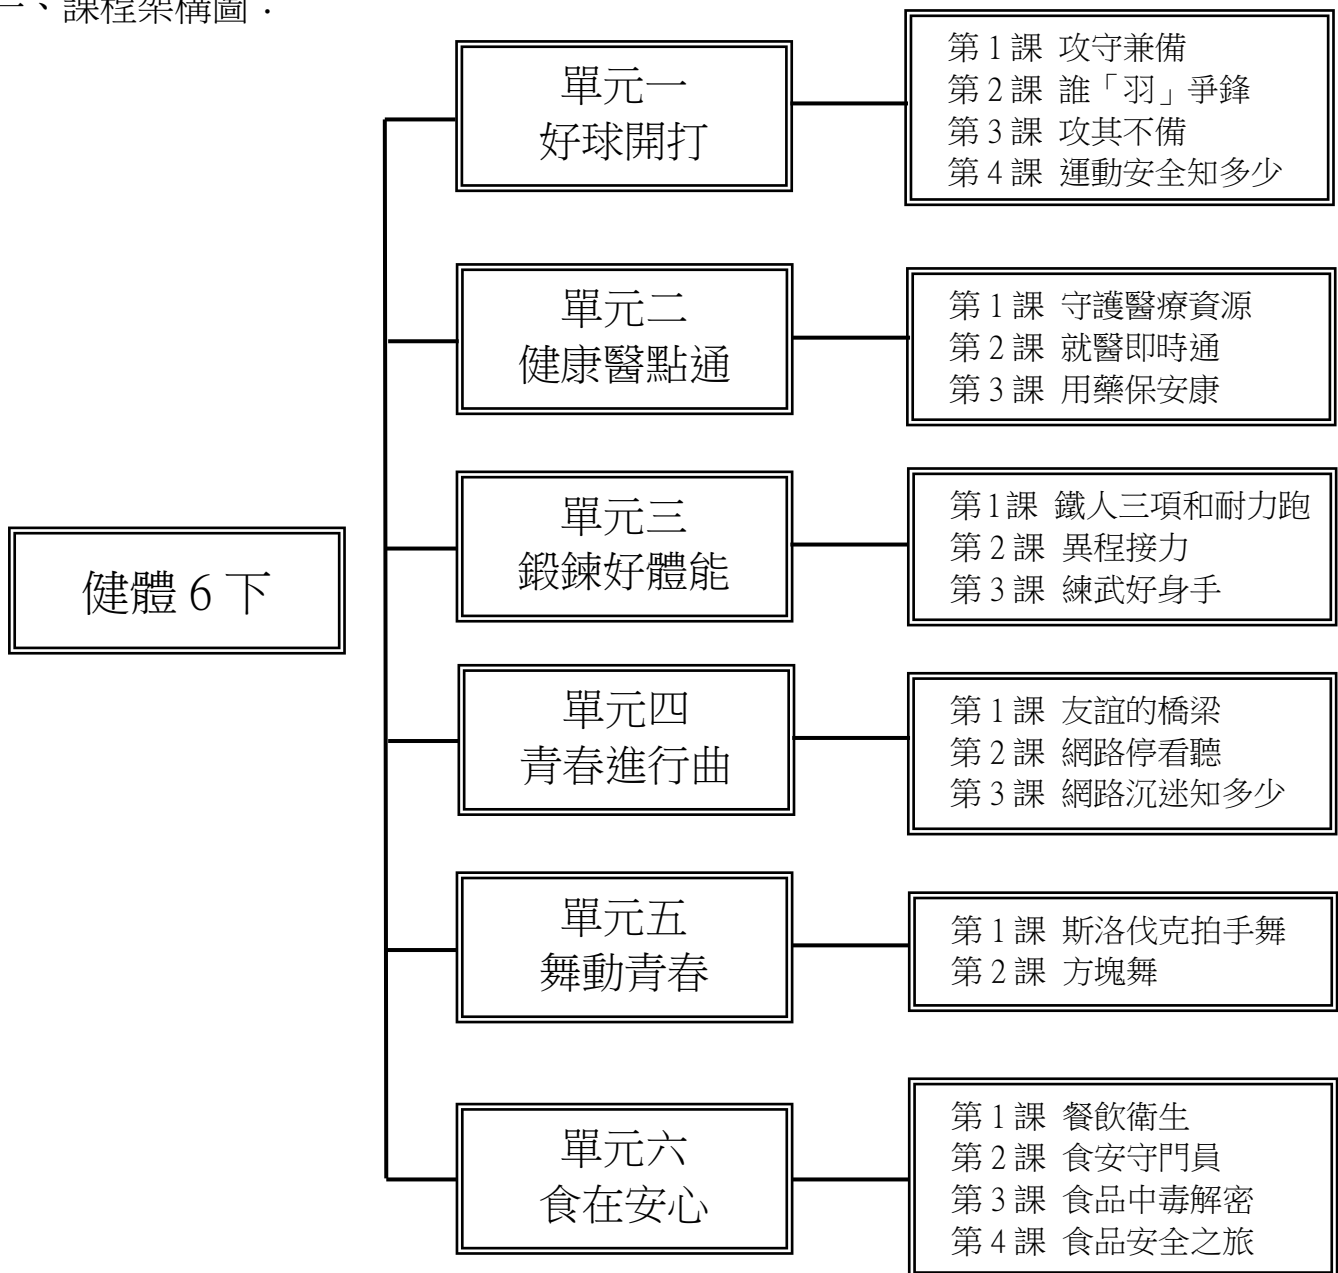 一、課程架構圖：
單元一
好球開打
第 1 課 攻守兼備
第 2 課 誰「羽」爭鋒
第 3 課 攻其不備
第 4 課 運動安全知多少
單元二
健康醫點通
第 1 課 守護醫療資源
第 2 課 就醫即時通
第 3 課 用藥保安康
健體 6 下
單元三
鍛鍊好體能
第 1 課 鐵人三項和耐力跑
第 2 課 異程接力
第 3 課 練武好身手
單元四
青春進行曲
第 1 課 友誼的橋梁
第 2 課 網路停看聽
第 3 課 網路沉迷知多少
單元五
舞動青春
第 1 課 斯洛伐克拍手舞
第 2 課 方塊舞
單元六
食在安心
第 1 課 餐飲衛生
第 2 課 食安守門員
第 3 課 食品中毒解密
第 4 課 食品安全之旅